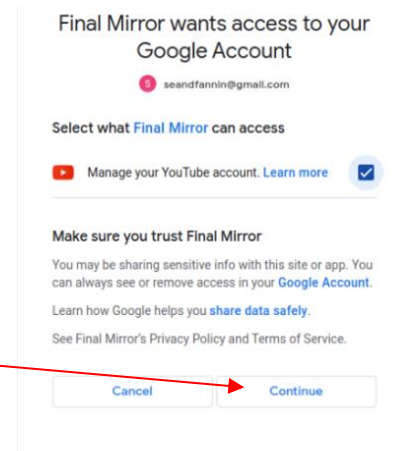 Final Mirror wants access to your
Google Account
S seandfannin@gmail.com
Select what Final Mirror can access
Manage your YouTube account. Learn more
Make sure you trust Final Mirror
You may be sharing sensitive info with this site or app. You
can always see or remove access in your Google Account.
Learn how Google helps you share data safely.
See Final Mirror's Privacy Policy and Terms of Service.
Cancel Continue